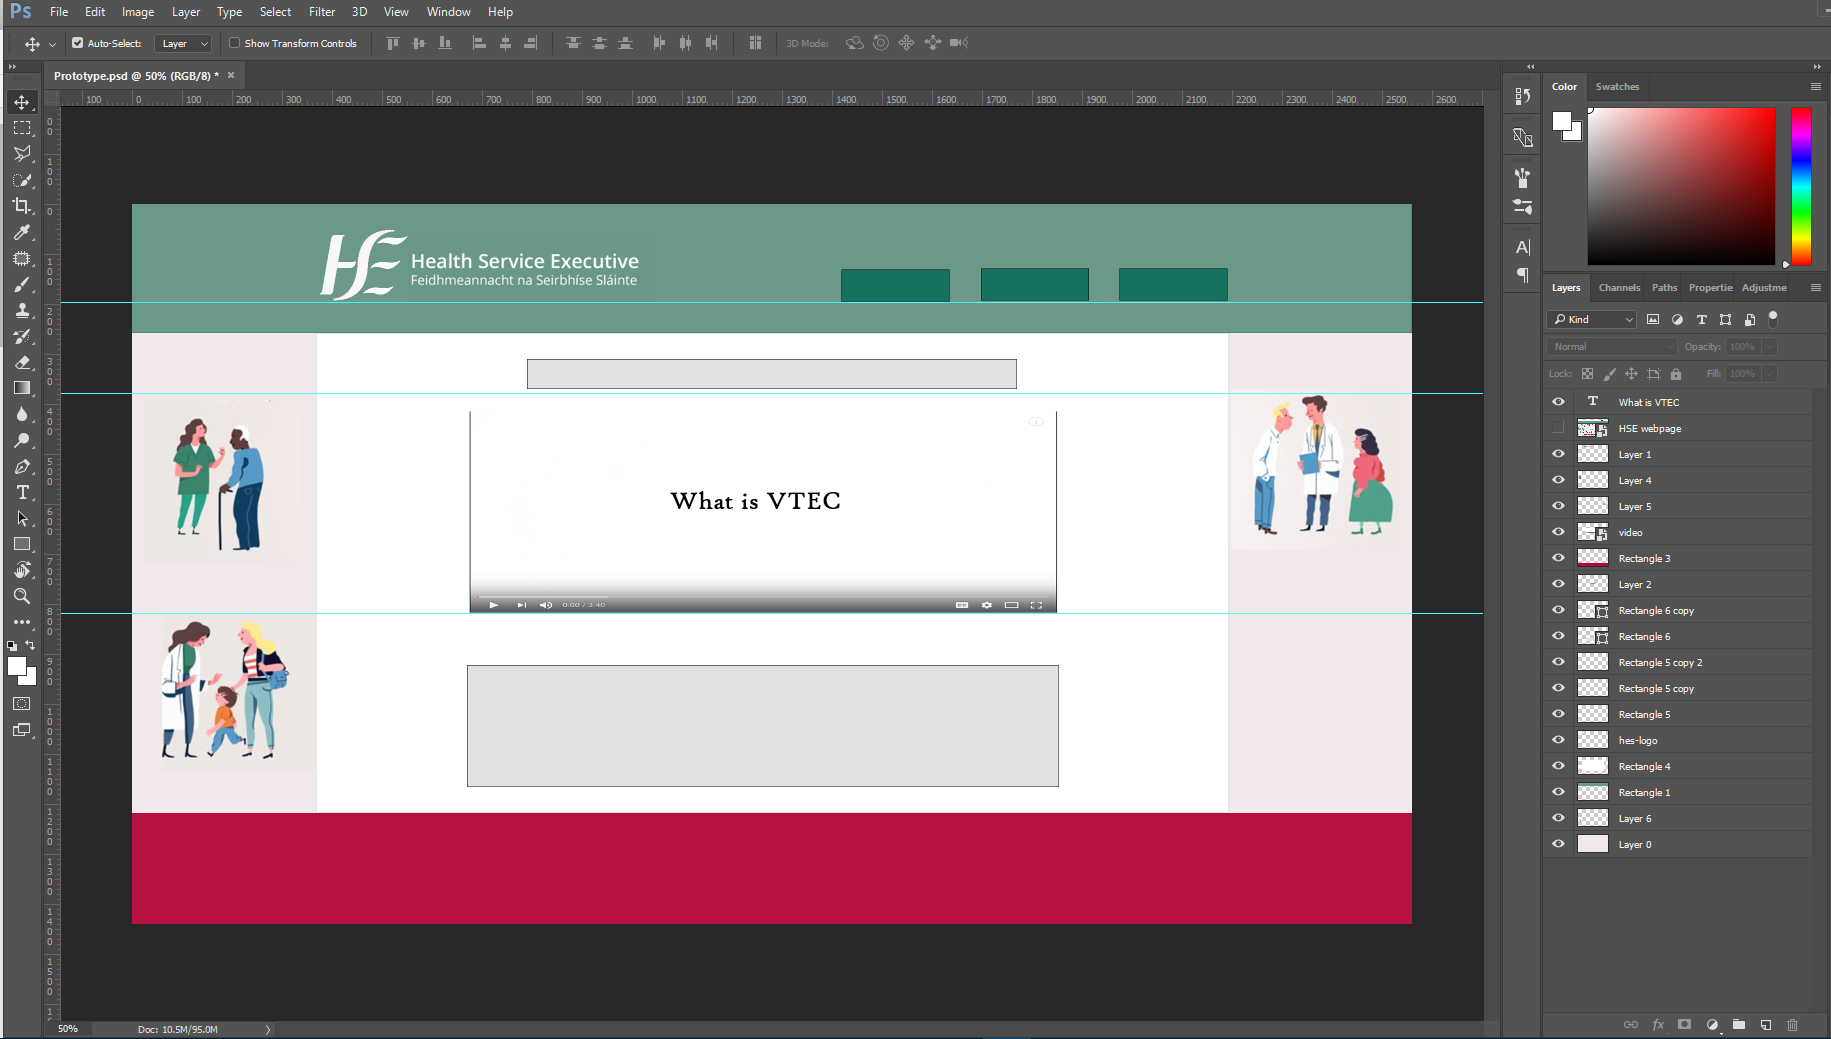 Ps File Edit Image Layer Type Select Filter 3D View Window Help
Auto-Select: Layer Show Transform Controls 3D Mode:
Prototype.psd @ 50% (RGB/8) * ×
100 0 100 200 300 400 500 600 700 800 900 1000 1100 1200 1300 1400 1500 1600 1700 1800 1900 2000 2100 2200 2300 2400 2500 2600
Color Swatches
HE Health Service Executive
Feidhmeannacht na Seirbhíse Sláinte
What is VTEC
0:00 / 3:40
Layers Channels Paths Propertie Adjustme
Kind
Normal Opacity: 100%
Lock: Fill: 100%
What is VTEC
HSE webpage
Layer 1
Layer 4
Layer 5
video
Rectangle 3
Layer 2
Rectangle 6 copy
Rectangle 6
Rectangle 5 copy 2
Rectangle 5 copy
Rectangle 5
hes-logo
Rectangle 4
Rectangle 1
Layer 6
Layer 0
fx
50% Doc: 10.5M/95.0M